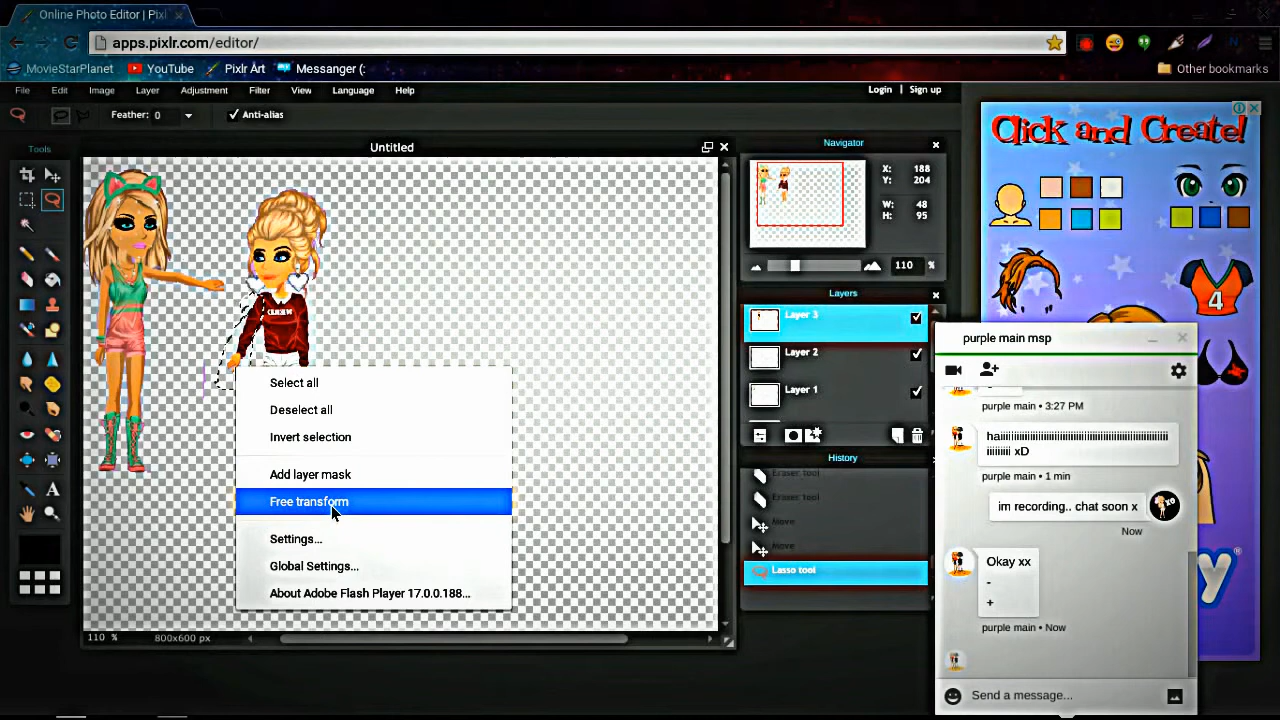 Online Photo Editor | Pixl
apps.pixlr.com/editor/
MovieStarPlanet
YouTube
Pixlr Art
Messanger (:
Other bookmarks
File Edit Image Layer Adjustment Filter View Language Help
Login | Sign up
Feather: 0
Anti-alias
Tools
Untitled
Select all
Deselect all
Invert selection
Add layer mask
Free transform
Settings...
Global Settings...
About Adobe Flash Player 17.0.0.188...
110 %
800x600 px
Navigator
X: 188
Y: 204
W: 48
H: 95
110 %
Layers
Layer 3
Layer 2
Layer 1
History
Eraser tool
Eraser tool
Move
Move
Lasso tool
Click and Create!
4
purple main msp
purple main • 3:27 PM
haiiiiiiiiiiiiiiiiiiiiiiiiiiiiiiiiiiiiiiiiiiiiiiiii
iiiiiiiii xD
purple main • 1 min
im recording.. chat soon x
Now
Okay xx
-
+
purple main • Now
Send a message...
y®